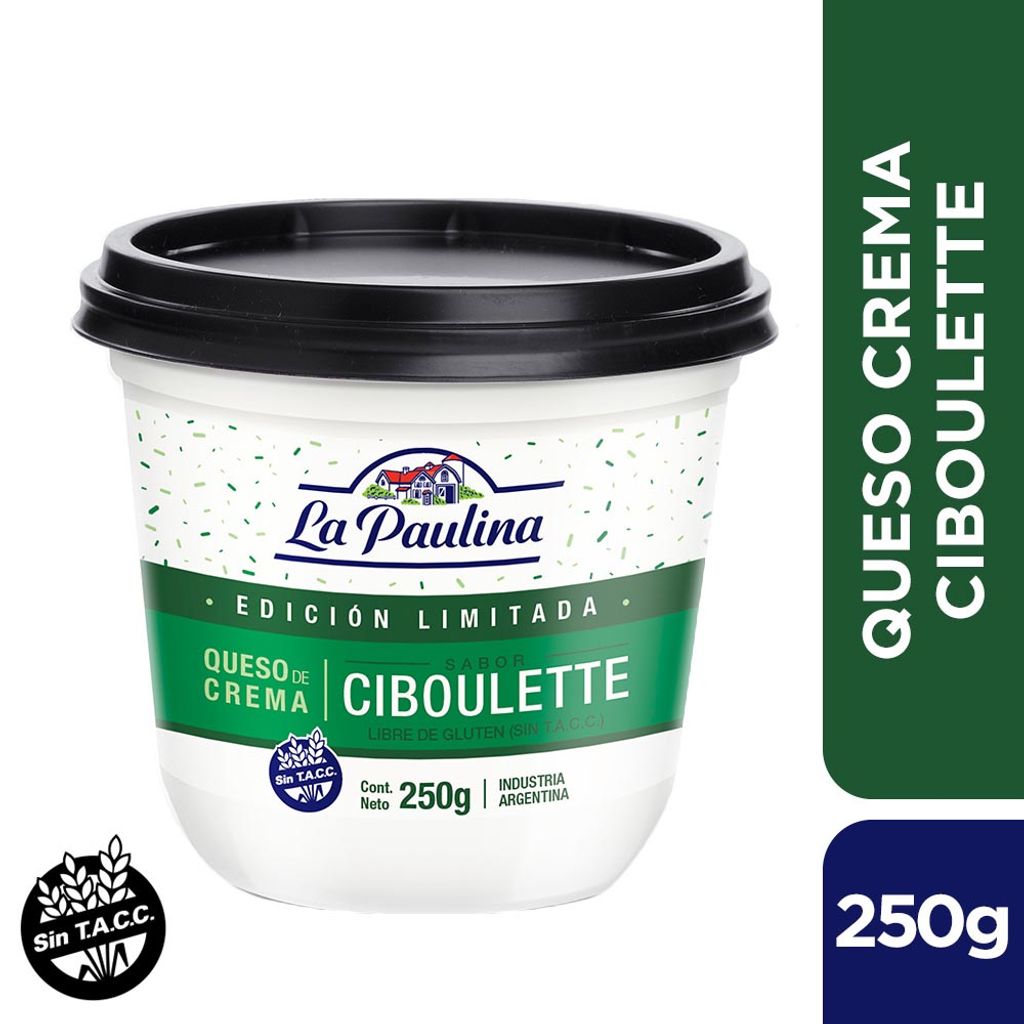 La Paulina
• EDICIÓN LIMITADA •
QUESO DE
CREMA
SABOR
CIBOULETTE
LIBRE DE GLUTEN (SIN T.A.C.C.)
Sin T.A.C.C.
Cont.
Neto 250g
INDUSTRIA
ARGENTINA
QUESO CREMA
CIBOULETTE
250g
Sin T.A.C.C.